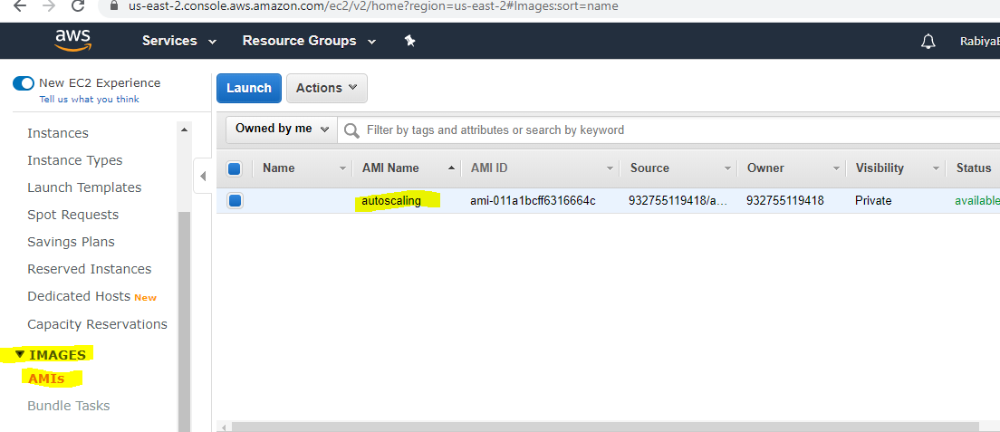 us-east-2.console.aws.amazon.com/ec2/v2/home?region=us-east-2#Images:sort=name
aws Services Resource Groups
New EC2 Experience
Tell us what you think
Instances
Instance Types
Launch Templates
Spot Requests
Savings Plans
Reserved Instances
Dedicated Hosts New
Capacity Reservations
IMAGES
AMIs
Bundle Tasks
Launch Actions
Owned by me Filter by tags and attributes or search by keyword
Name AMI Name AMI ID Source Owner Visibility Status
autoscaling ami-011a1bcff6316664c 932755119418/a... 932755119418 Private available